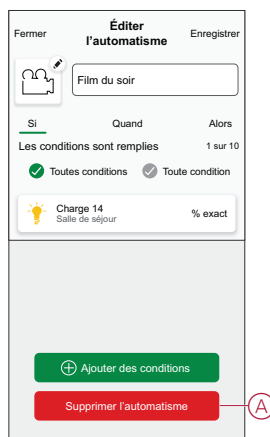 Fermer
Éditer
l'automatisme
Enregistrer
Film du soir
Si
Quand
Alors
Les conditions sont remplies
1 sur 10
Toutes conditions
Toute condition
Charge 14
Salle de séjour
% exact
Ajouter des conditions
Supprimer l'automatisme
A